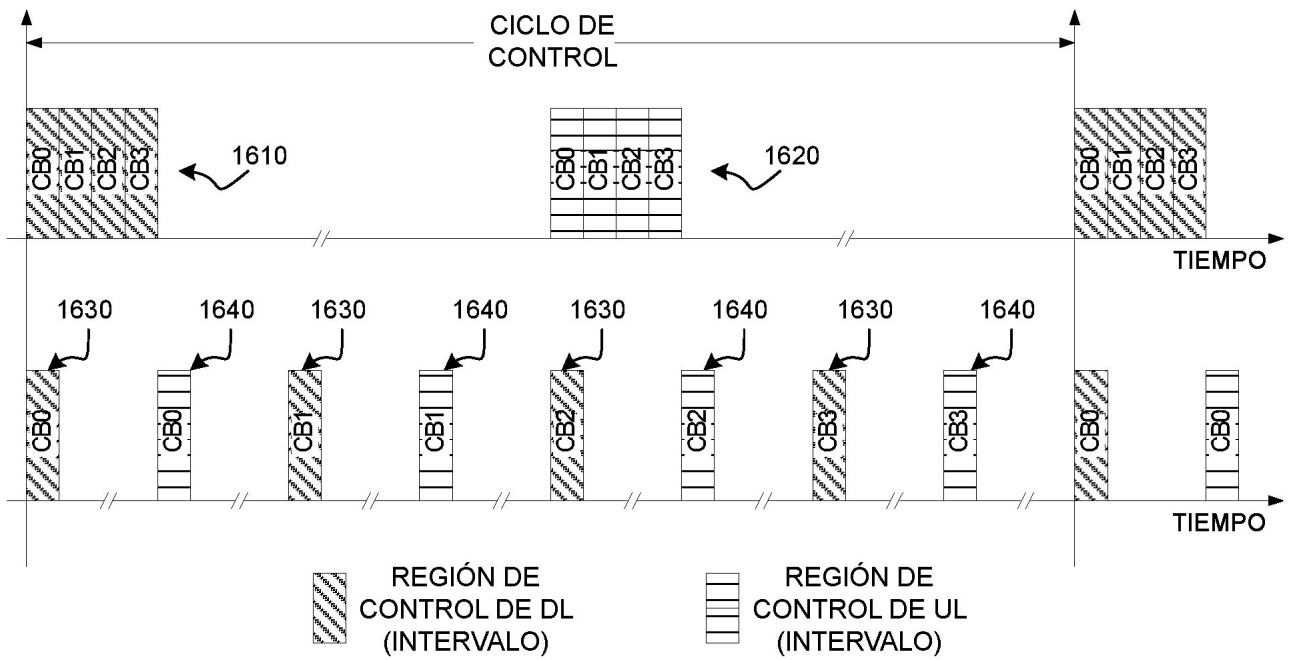 CICLO DE
CONTROL
CB0 CB1 CB2 CB3
1610
CB0 CB1 CB2 CB3
1620
CB0 CB1 CB2 CB3
TIEMPO
1630 1640 1630 1640 1630 1640 1630 1640
CB0 CB0 CB1 CB1 CB2 CB2 CB3 CB3 CB0 CB0
TIEMPO
REGIÓN DE
CONTROL DE DL
(INTERVALO)
REGIÓN DE
CONTROL DE UL
(INTERVALO)